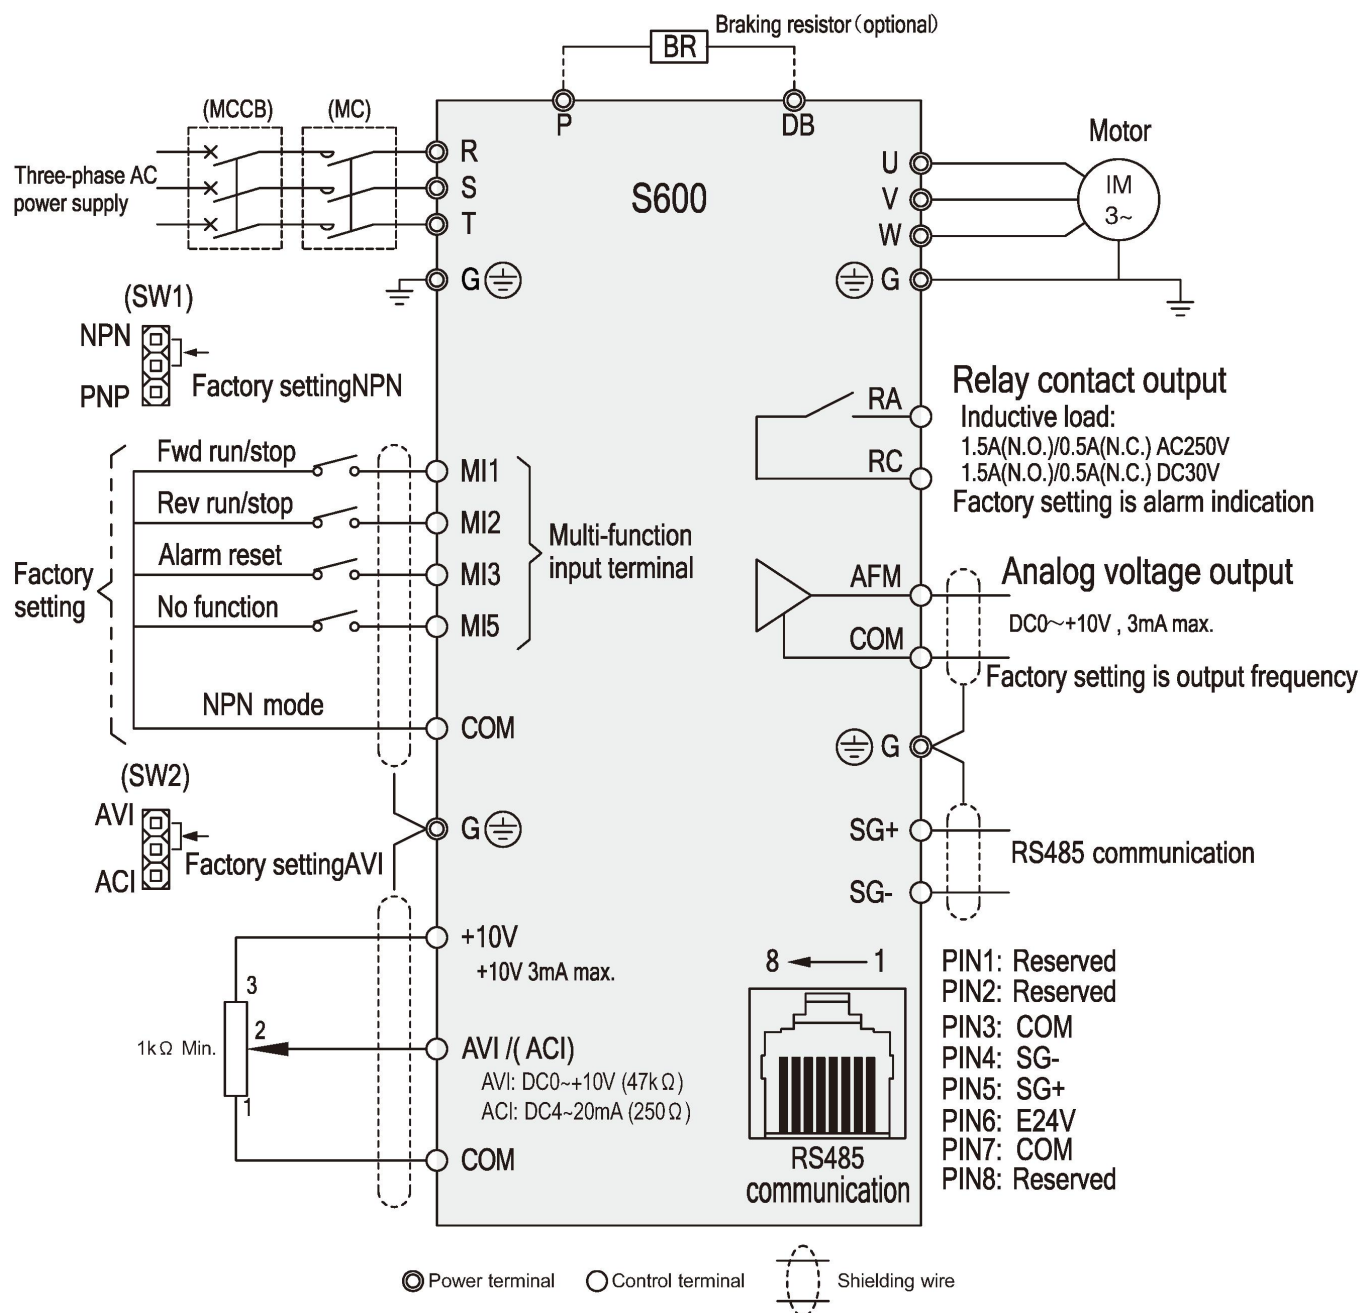 Braking resistor (optional)
BR
(MCCB)
(MC)
P
DB
Motor
R
S
T
Three-phase AC
power supply
S600
U
V
W
IM
3~
G
G
(SW1)
NPN
PNP
Factory settingNPN
Relay contact output
RA
RC
Inductive load:
1.5A(N.O.)/0.5A(N.C.) AC250V
1.5A(N.O.)/0.5A(N.C.) DC30V
Factory setting is alarm indication
Factory
setting
Fwd run/stop
Rev run/stop
Alarm reset
No function
NPN mode
MI1
MI2
MI3
MI5
COM
Multi-function
input terminal
AFM
COM
Analog voltage output
DC0~+10V , 3mA max.
Factory setting is output frequency
G
(SW2)
AVI
ACI
Factory settingAVI
G
SG+
SG-
RS485 communication
+10V
+10V 3mA max.
3
2
1
1kΩ Min.
AVI /( ACI)
AVI: DC0~+10V (47kΩ)
ACI: DC4~20mA (250Ω)
COM
8
1
RS485
communication
PIN1: Reserved
PIN2: Reserved
PIN3: COM
PIN4: SG-
PIN5: SG+
PIN6: E24V
PIN7: COM
PIN8: Reserved
Power terminal
Control terminal
Shielding wire